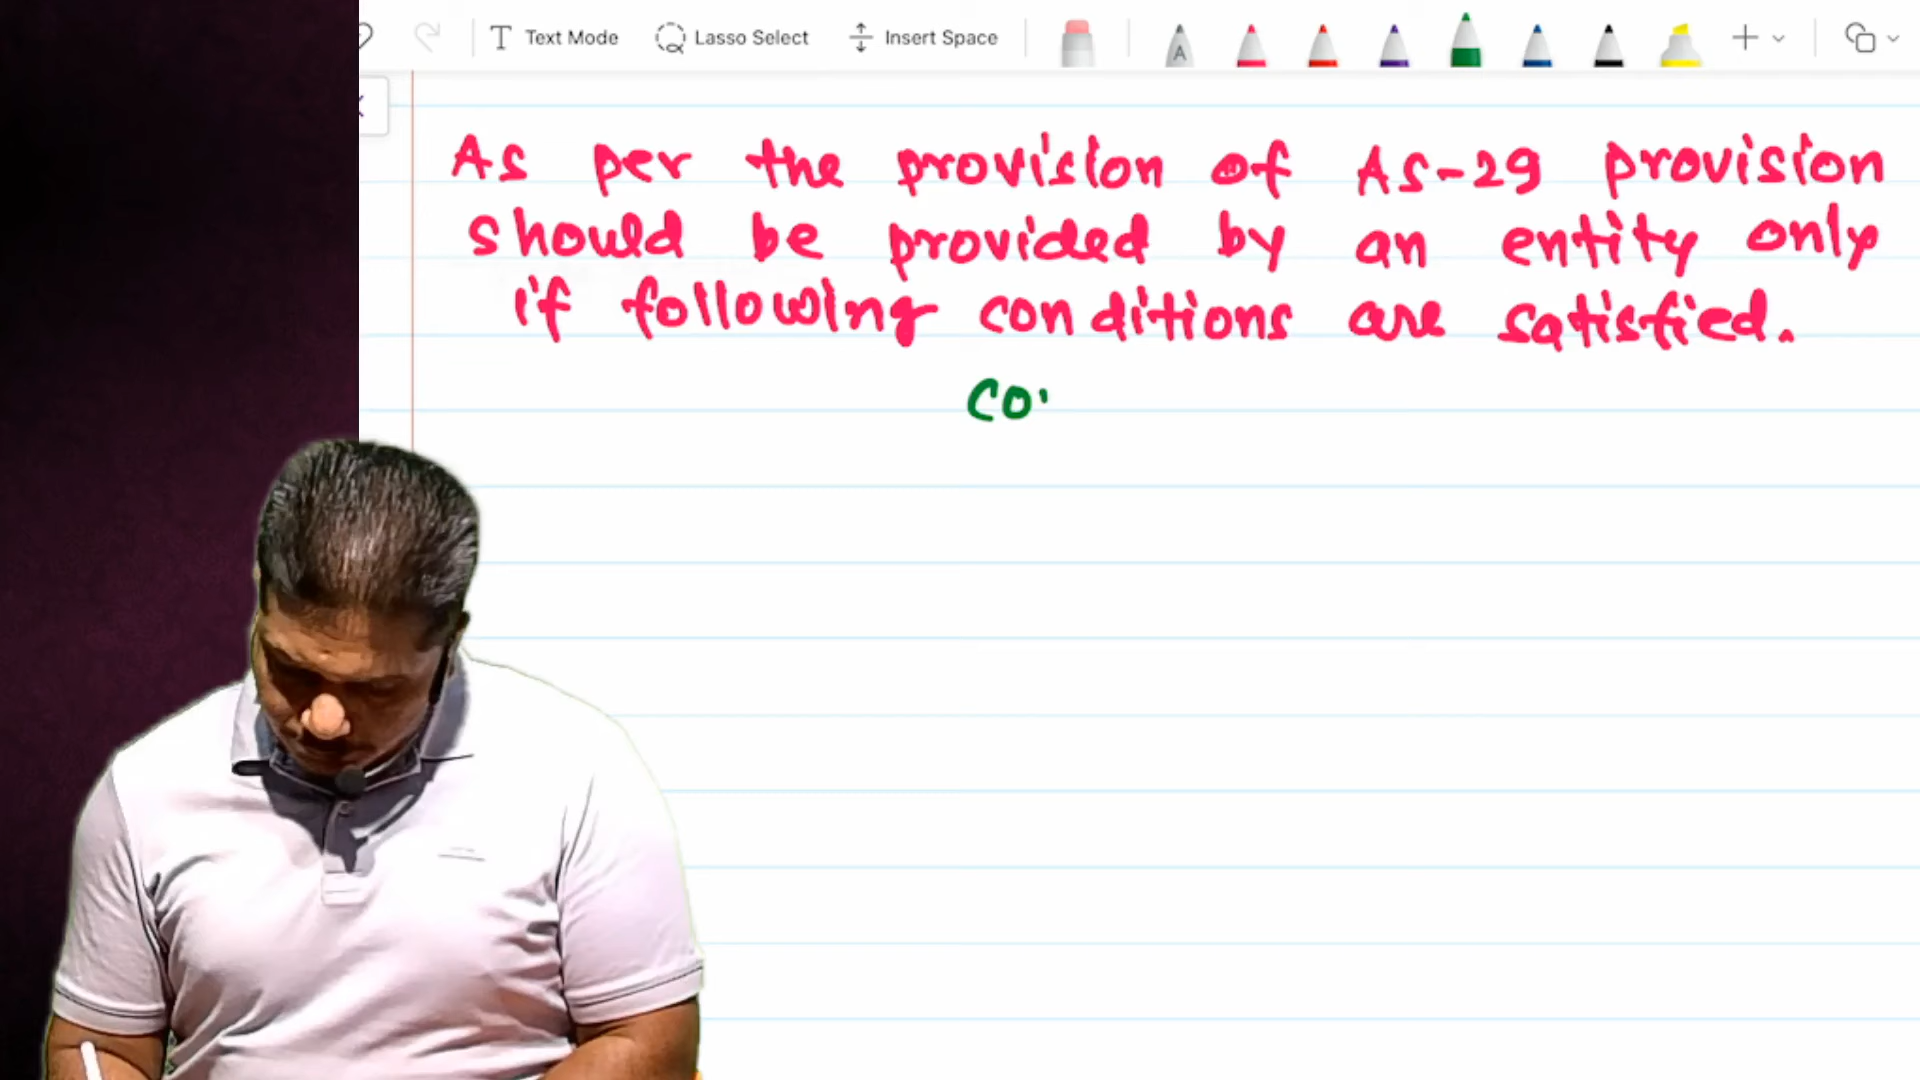 Text Mode Lasso Select Insert Space
A
As per the provision of AS-29 provision
should be provided by an entity only
if following conditions are satisfied.
co